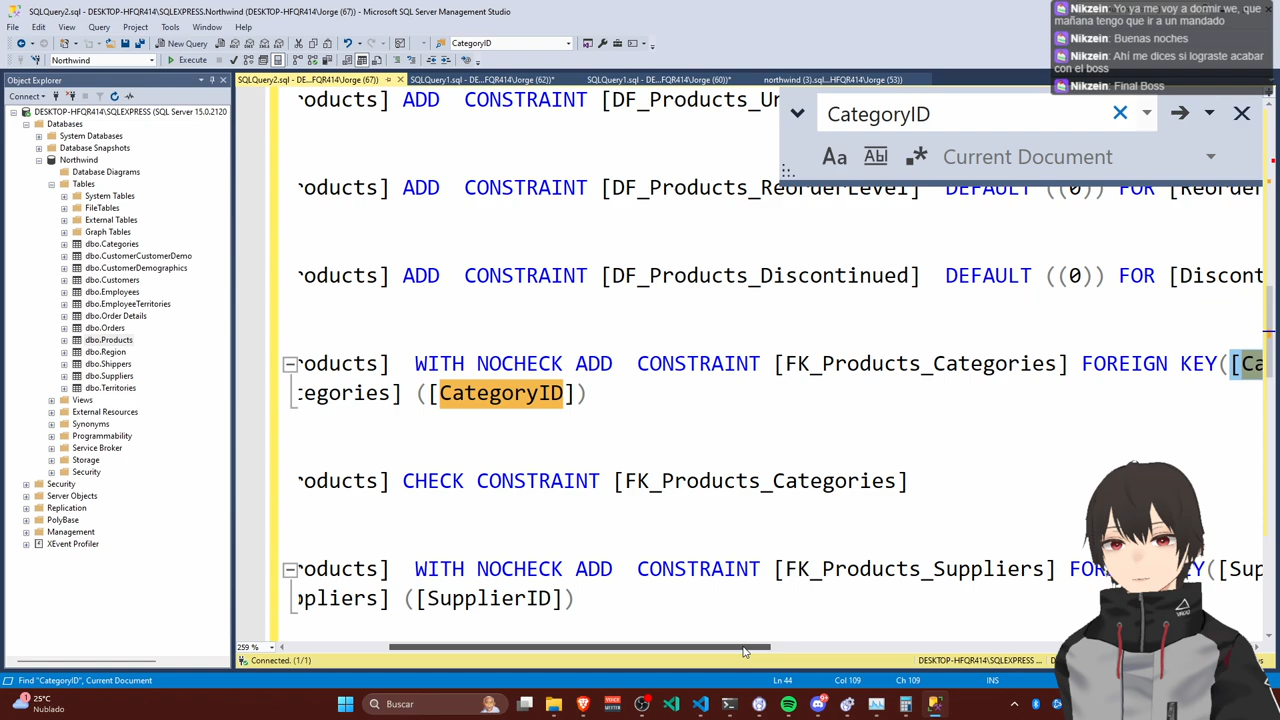 SQLQuery2.sql - DESKTOP-HFQR414\SQLEXPRESS.Northwind (DESKTOP-HFQR414\Jorge (67)) - Microsoft SQL Server Management Studio
Nikzein: Yo ya me voy a dormir we, que
mañana tengo que ir a un mandado
Nikzein: Buenas noches
Nikzein: Ahí me dices si lograste acabar
con el boss
Nikzein: Final Boss
File Edit View Query Project Tools Window Help
New Query
CategoryID
Northwind
Execute
Object Explorer
SQLQuery2.sql - DE...FQR414\Jorge (67))
SQLQuery1.sql - DE...FQR414\Jorge (62))*
SQLQuery1.sql - DE...FQR414\Jorge (60))*
northwind (3).sql...HFQR414\Jorge (53))
Connect
DESKTOP-HFQR414\SQLEXPRESS (SQL Server 15.0.2120
Databases
System Databases
Database Snapshots
Northwind
Database Diagrams
Tables
System Tables
FileTables
External Tables
Graph Tables
dbo.Categories
dbo.CustomerCustomerDemo
dbo.CustomerDemographics
dbo.Customers
dbo.Employees
dbo.EmployeeTerritories
dbo.Order Details
dbo.Orders
dbo.Products
dbo.Region
dbo.Shippers
dbo.Suppliers
dbo.Territories
Views
External Resources
Synonyms
Programmability
Service Broker
Storage
Security
Security
Server Objects
Replication
PolyBase
Management
XEvent Profiler
CategoryID
Aa Abl .* Current Document
roducts] ADD  CONSTRAINT [DF_Products_Un
roducts] ADD  CONSTRAINT [DF_Products_ReorderLevel]  DEFAULT ((0)) FOR [Reorder
roducts] ADD  CONSTRAINT [DF_Products_Discontinued]  DEFAULT ((0)) FOR [Discont
roducts]  WITH NOCHECK ADD  CONSTRAINT [FK_Products_Categories] FOREIGN KEY([Ca
tegories] ([CategoryID])
roducts] CHECK CONSTRAINT [FK_Products_Categories]
roducts]  WITH NOCHECK ADD  CONSTRAINT [FK_Products_Suppliers] FOR KEY([Sup
ppliers] ([SupplierID])
259 %
Connected. (1/1)
DESKTOP-HFQR414\SQLEXPRESS ...
Find "CategoryID", Current Document
Ln 44 Col 109 Ch 109 INS
25°C
Nublado
Buscar